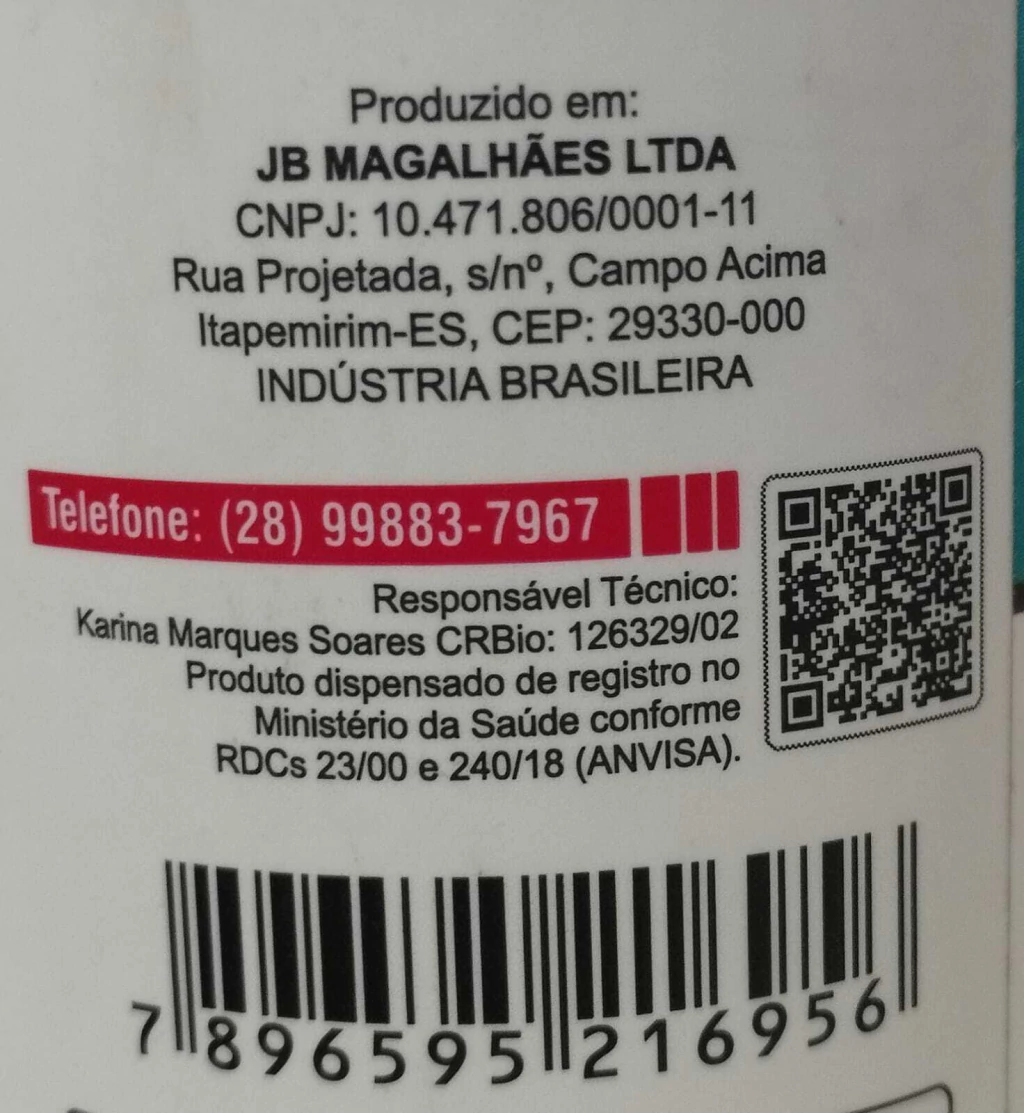 Produzido em:
JB MAGALHÃES LTDA
CNPJ: 10.471.806/0001-11
Rua Projetada, s/nº, Campo Acima
Itapemirim-ES, CEP: 29330-000
INDÚSTRIA BRASILEIRA
Telefone: (28) 99883-7967
Responsável Técnico:
Karina Marques Soares CRBio: 126329/02
Produto dispensado de registro no
Ministério da Saúde conforme
RDCs 23/00 e 240/18 (ANVISA).
7 896595 216956